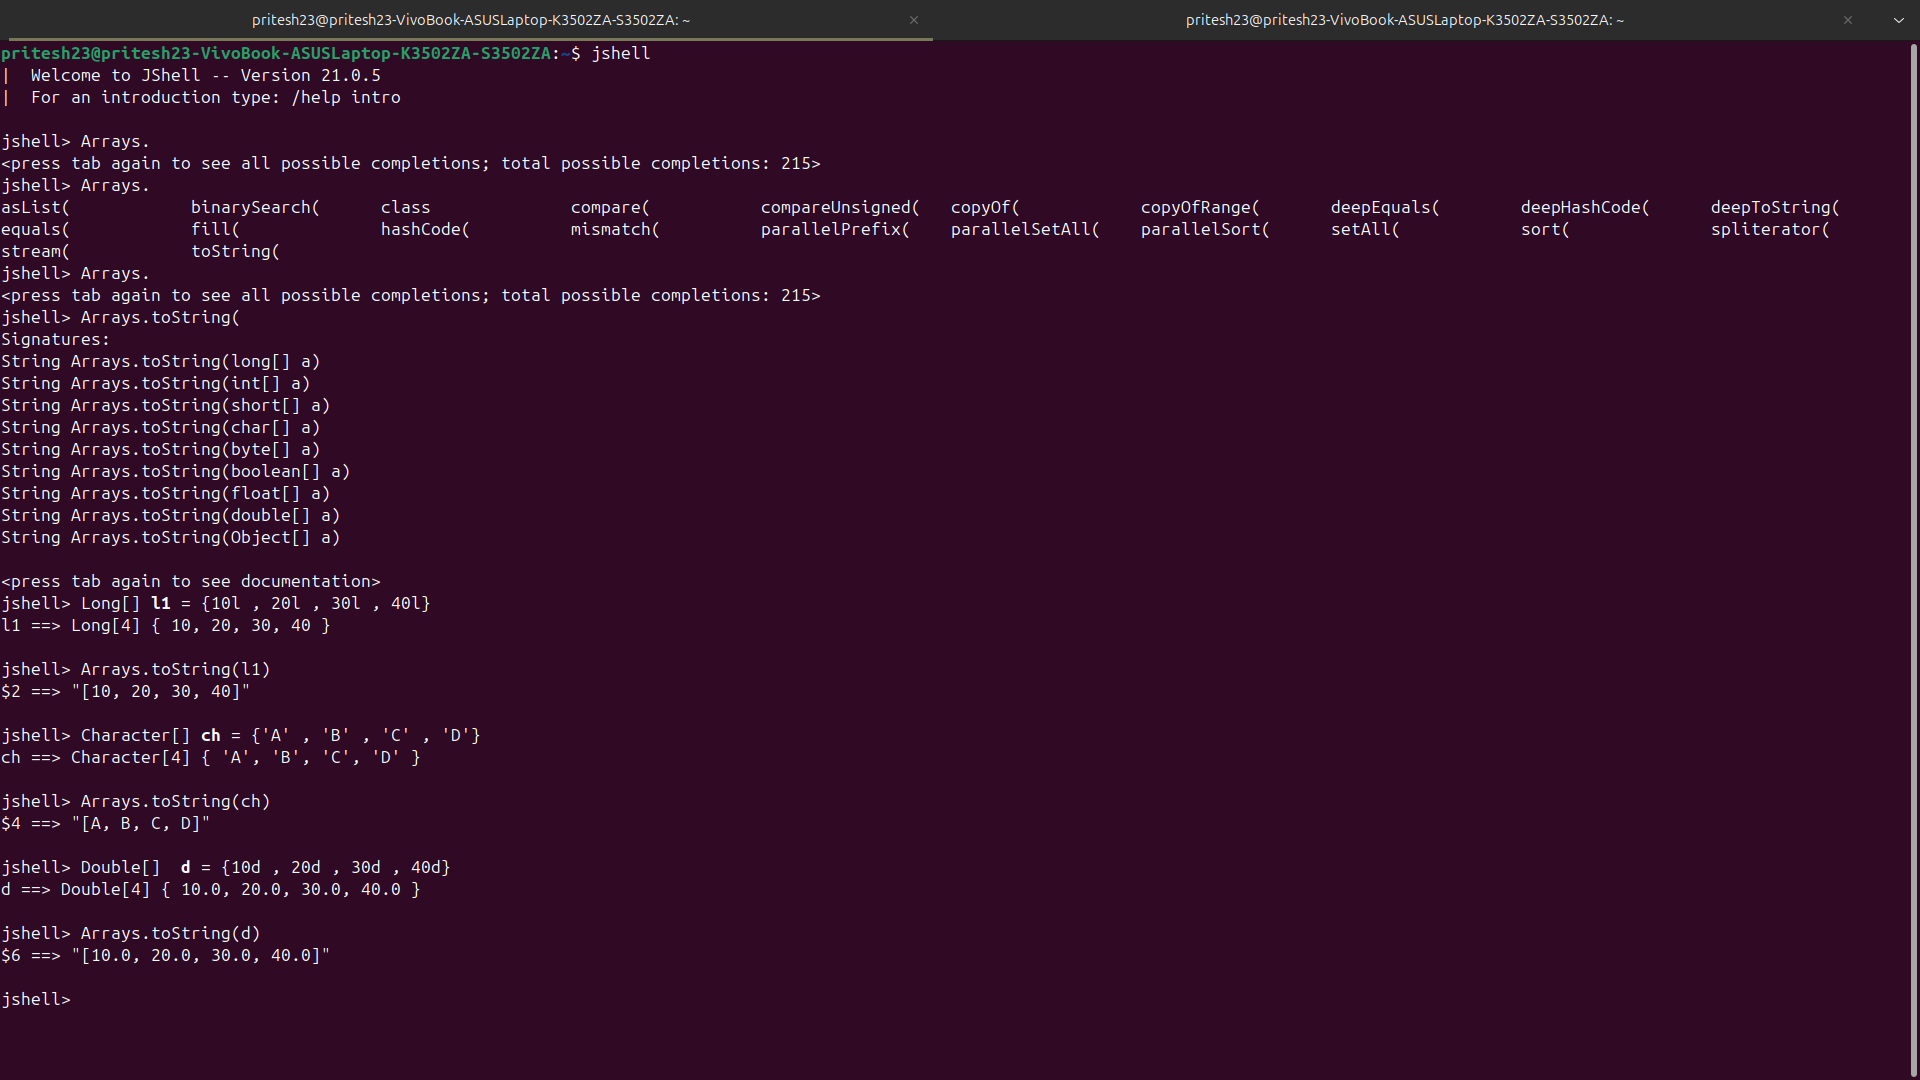 pritesh23@pritesh23-VivoBook-ASUSLaptop-K3502ZA-S3502ZA: ~ × pritesh23@pritesh23-VivoBook-ASUSLaptop-K3502ZA-S3502ZA: ~ ×
pritesh23@pritesh23-VivoBook-ASUSLaptop-K3502ZA-S3502ZA:~$ jshell
|  Welcome to JShell -- Version 21.0.5
|  For an introduction type: /help intro

jshell> Arrays.
<press tab again to see all possible completions; total possible completions: 215>
jshell> Arrays.
asList(            binarySearch(      class              compare(           compareUnsigned(   copyOf(            copyOfRange(       deepEquals(        deepHashCode(      deepToString(
equals(            fill(              hashCode(          mismatch(          parallelPrefix(    parallelSetAll(    parallelSort(      setAll(            sort(              spliterator(
stream(            toString(
jshell> Arrays.
<press tab again to see all possible completions; total possible completions: 215>
jshell> Arrays.toString(
Signatures:
String Arrays.toString(long[] a)
String Arrays.toString(int[] a)
String Arrays.toString(short[] a)
String Arrays.toString(char[] a)
String Arrays.toString(byte[] a)
String Arrays.toString(boolean[] a)
String Arrays.toString(float[] a)
String Arrays.toString(double[] a)
String Arrays.toString(Object[] a)

<press tab again to see documentation>
jshell> Long[] l1 = {10l , 20l , 30l , 40l}
l1 ==> Long[4] { 10, 20, 30, 40 }

jshell> Arrays.toString(l1)
$2 ==> "[10, 20, 30, 40]"

jshell> Character[] ch = {'A' , 'B' , 'C' , 'D'}
ch ==> Character[4] { 'A', 'B', 'C', 'D' }

jshell> Arrays.toString(ch)
$4 ==> "[A, B, C, D]"

jshell> Double[]  d = {10d , 20d , 30d , 40d}
d ==> Double[4] { 10.0, 20.0, 30.0, 40.0 }

jshell> Arrays.toString(d)
$6 ==> "[10.0, 20.0, 30.0, 40.0]"

jshell>